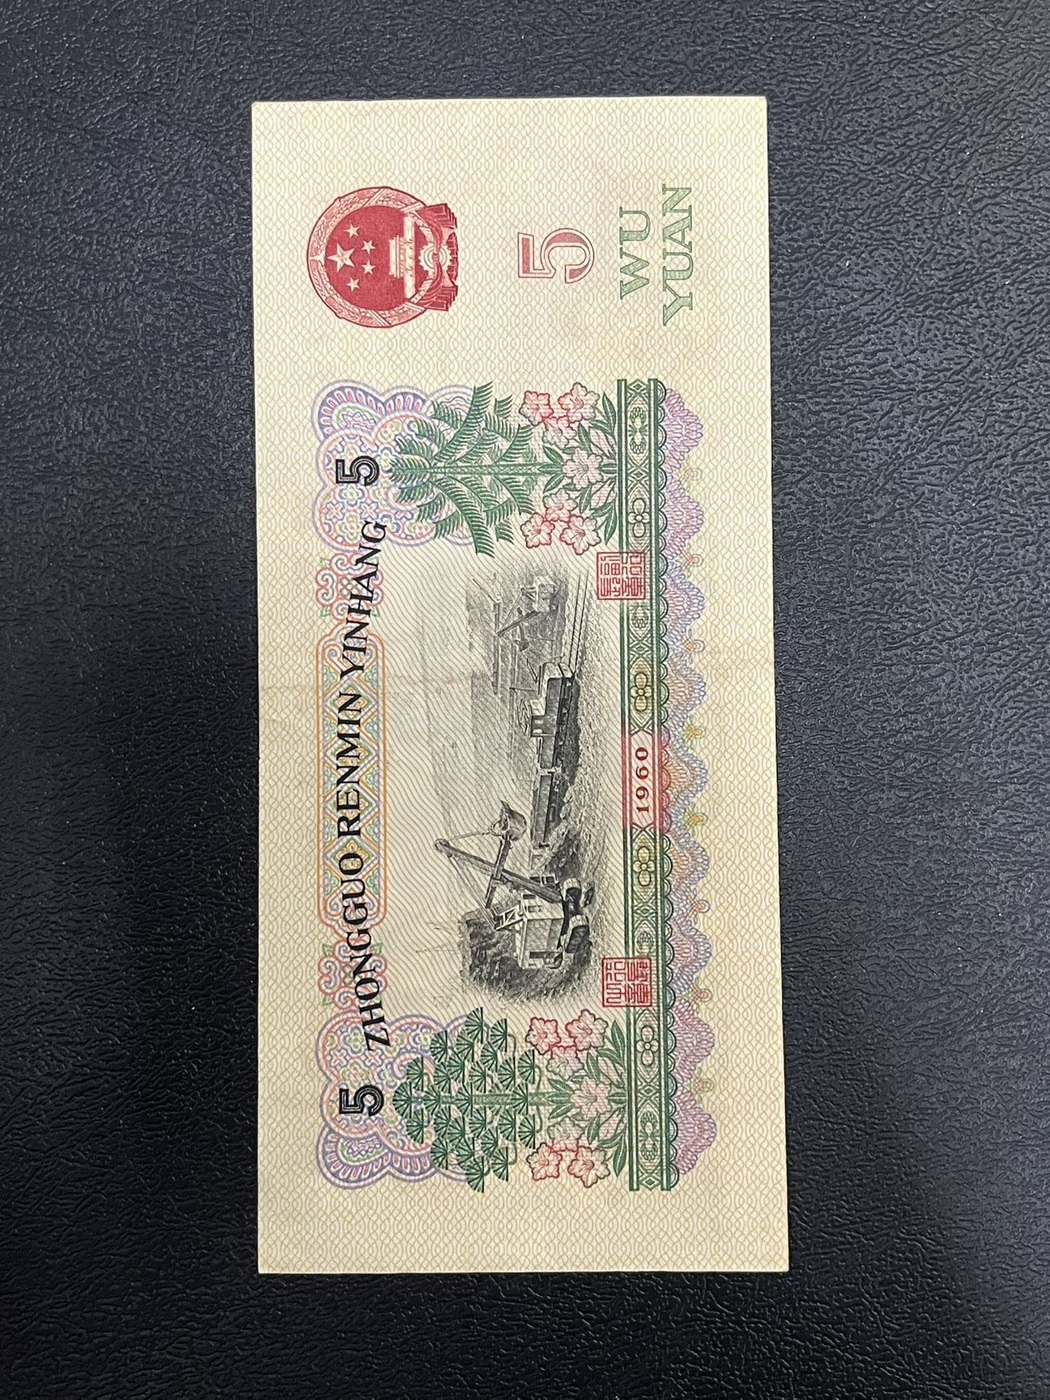 5 ZHONGGUO RENMIN YINHANG 5
1960
5
WU
YUAN